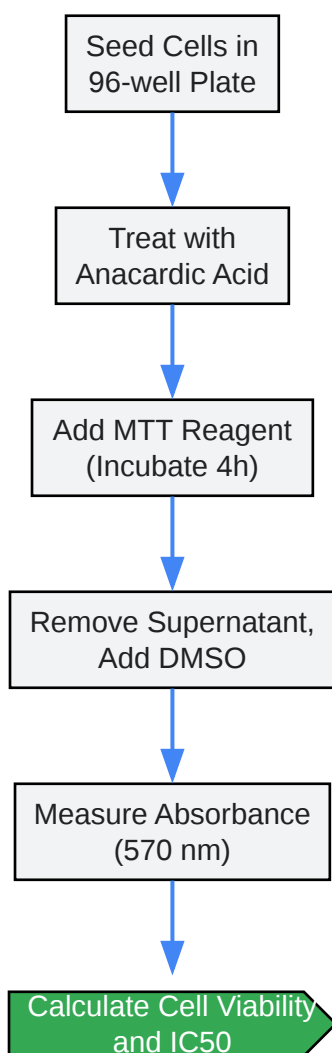 Seed Cells in
96-well Plate
Treat with
Anacardic Acid
Add MTT Reagent
(Incubate 4h)
Remove Supernatant,
Add DMSO
Measure Absorbance
(570 nm)
Calculate Cell Viability
and IC50